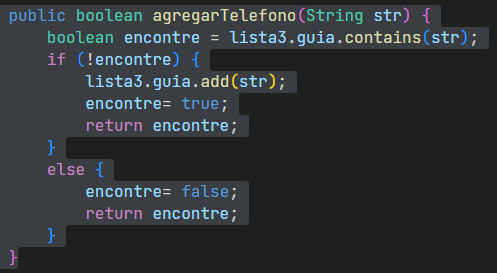 public boolean agregarTelefono(String str) {
    boolean encontre = lista3.guia.contains(str);
    if (!encontre) {
        lista3.guia.add(str);
        encontre= true;
        return encontre;
    }
    else {
        encontre= false;
        return encontre;
    }
}